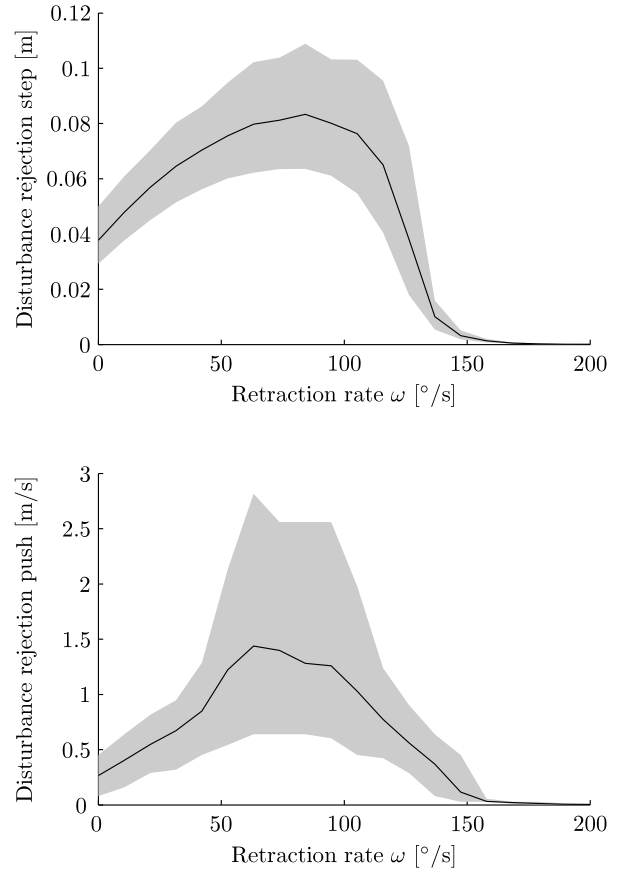 Disturbance rejection step [m]
0.12
0.1
0.08
0.06
0.04
0.02
0
0 50 100 150 200
Retraction rate ω [°/s]
Disturbance rejection push [m/s]
3
2.5
2
1.5
1
0.5
0
0 50 100 150 200
Retraction rate ω [°/s]